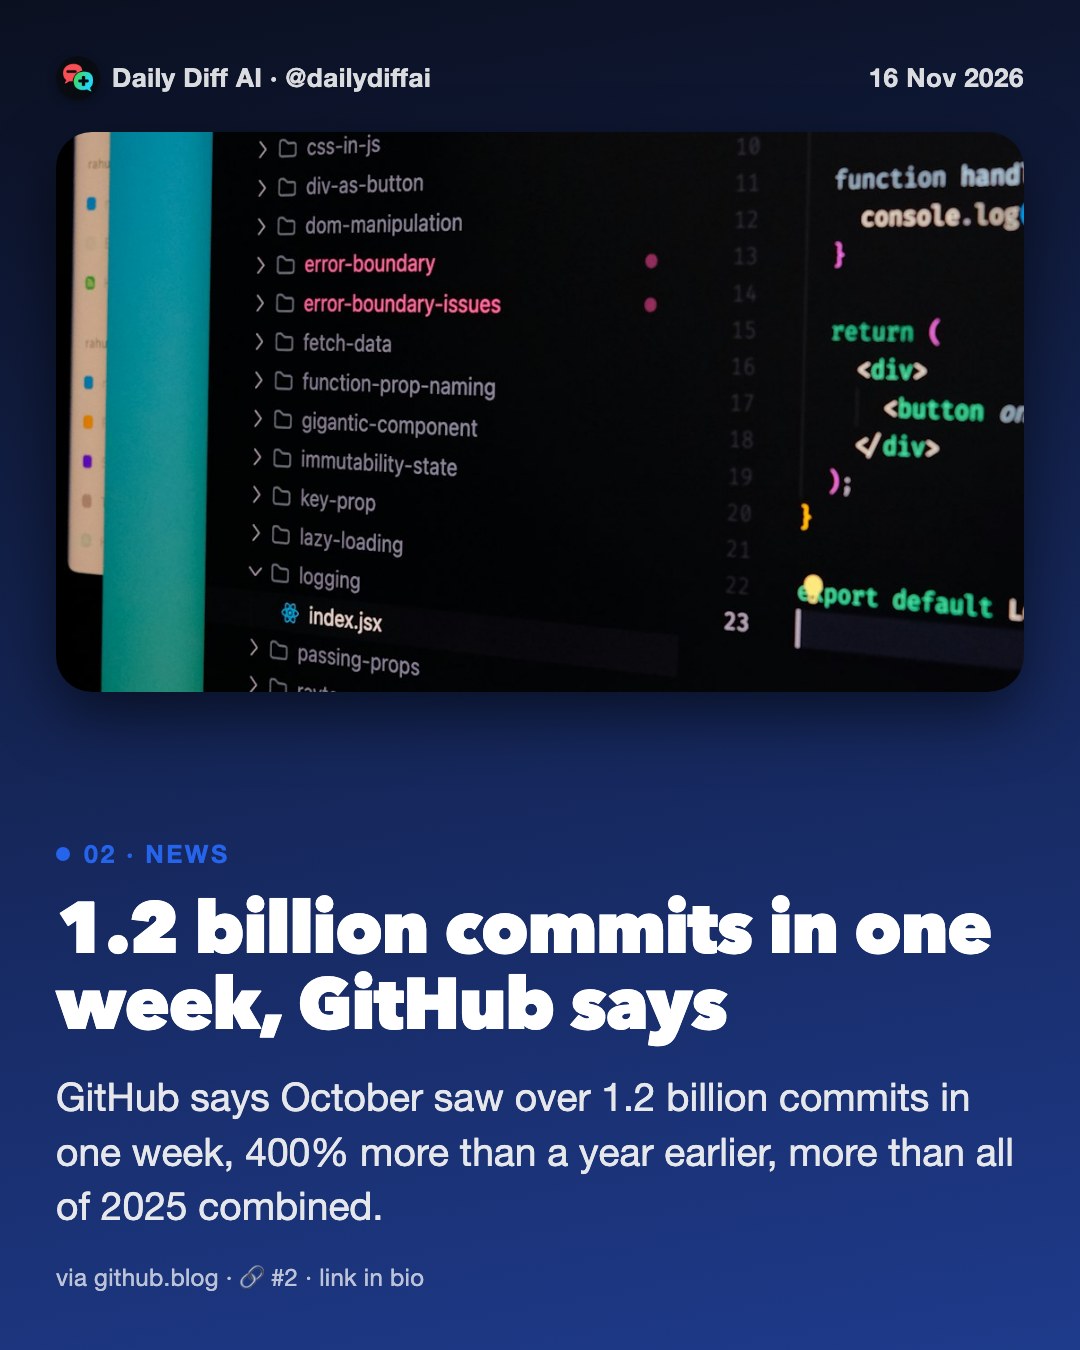 Daily Diff AI · @dailydiffai
16 Nov 2026
rahu
rahu
css-in-js
div-as-button
dom-manipulation
error-boundary
error-boundary-issues
fetch-data
function-prop-naming
gigantic-component
immutability-state
key-prop
lazy-loading
logging
index.jsx
passing-props
10
11 function hand
12 console.log(
13 }
14
15 return (
16 <div>
17 <button on
18 </div>
19 );
20 }
21
22 export default L
23
02 · NEWS
1.2 billion commits in one
week, GitHub says
GitHub says October saw over 1.2 billion commits in
one week, 400% more than a year earlier, more than all
of 2025 combined.
via github.blog · 🔗 #2 · link in bio